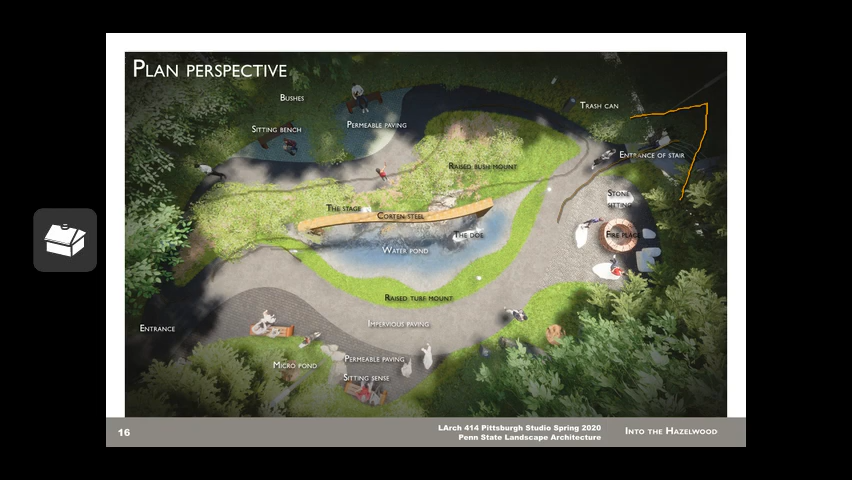 Plan perspective
Bushes
Trash can
Sitting bench
Permeable paving
Entrance of stair
Raised bush mount
Stone
sitting
The stage
Corten steel
The doe
Fire place
Water pond
Raised turf mount
Entrance
Impervious paving
Permeable paving
Micro pond
Sitting sense
16
LArch 414 Pittsburgh Studio Spring 2020
Penn State Landscape Architecture
Into the Hazelwood